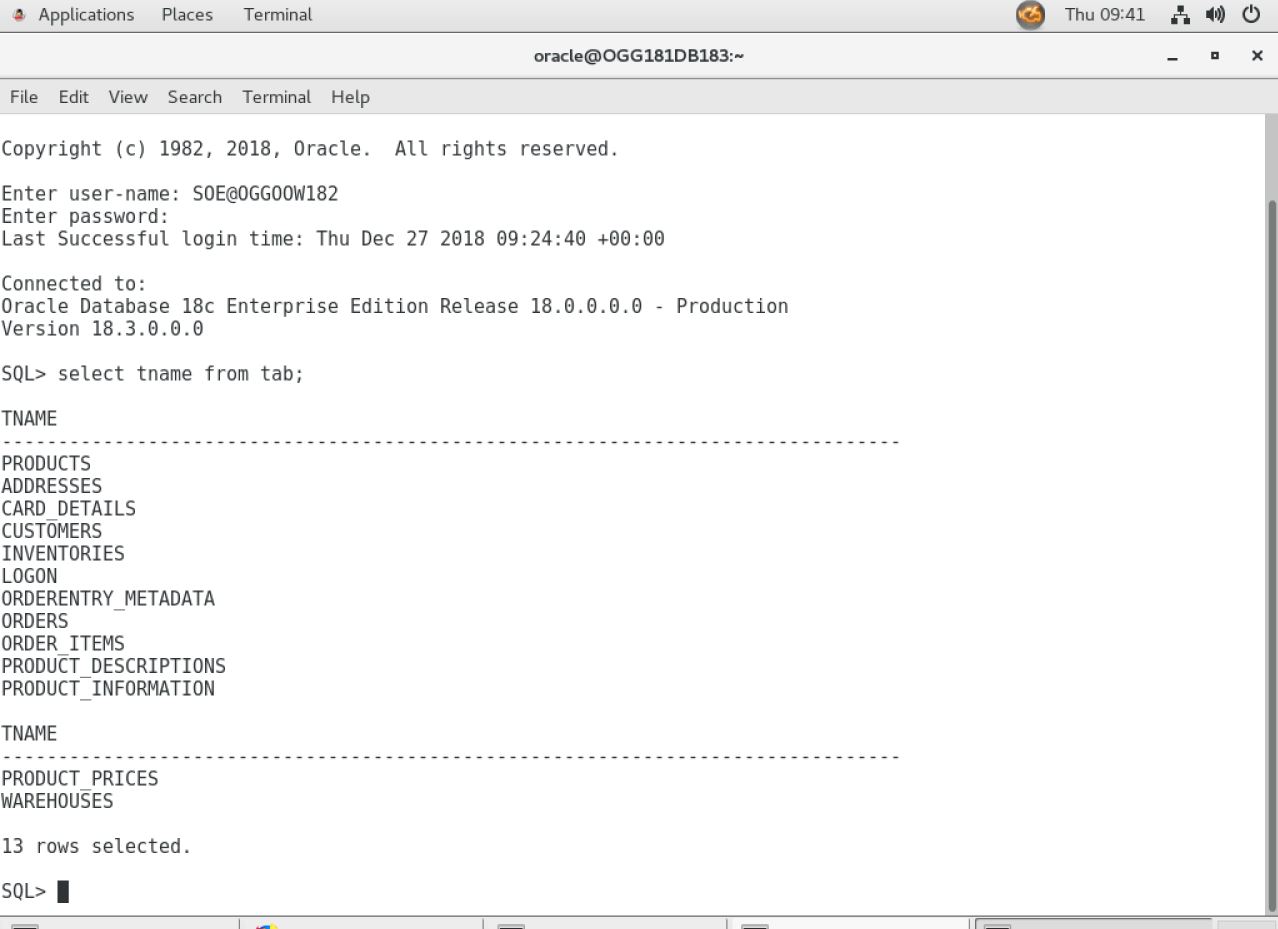 Applications Places Terminal Thu 09:41
oracle@OGG181DB183:~
File Edit View Search Terminal Help
Copyright (c) 1982, 2018, Oracle.  All rights reserved.
Enter user-name: SOE@OGGOOW182
Enter password:
Last Successful login time: Thu Dec 27 2018 09:24:40 +00:00
Connected to:
Oracle Database 18c Enterprise Edition Release 18.0.0.0.0 - Production
Version 18.3.0.0.0
SQL> select tname from tab;
TNAME
--------------------------------------------------------------------------------
PRODUCTS
ADDRESSES
CARD_DETAILS
CUSTOMERS
INVENTORIES
LOGON
ORDERENTRY_METADATA
ORDERS
ORDER_ITEMS
PRODUCT_DESCRIPTIONS
PRODUCT_INFORMATION
TNAME
--------------------------------------------------------------------------------
PRODUCT_PRICES
WAREHOUSES
13 rows selected.
SQL>